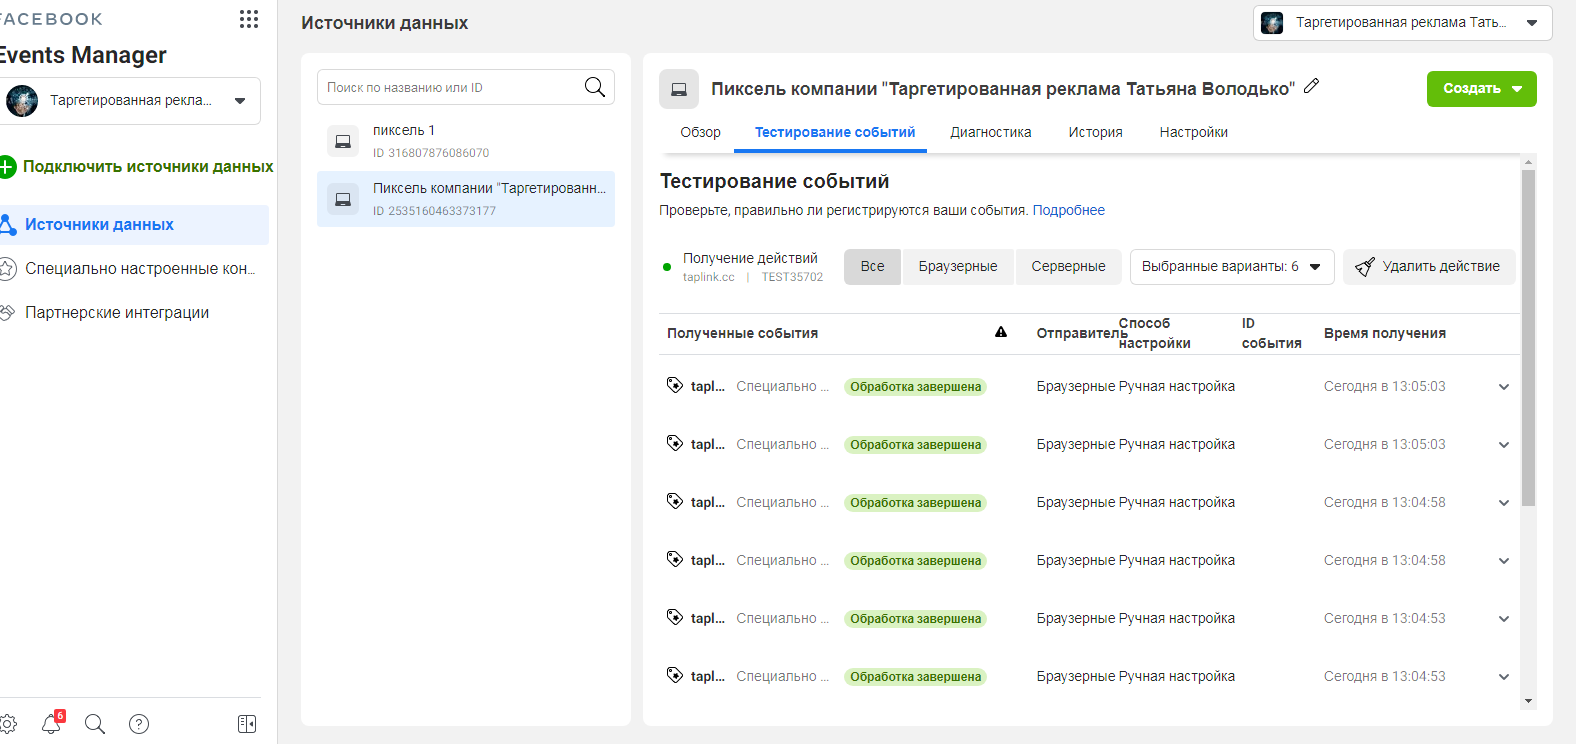 FACEBOOK
Events Manager
Таргетированная рекла...
Подключить источники данных
Источники данных
Специально настроенные кон...
Партнерские интеграции
6
Источники данных
Таргетированная реклама Тать...
Поиск по названию или ID
пиксель 1
ID 316807876086070
Пиксель компании "Таргетированн...
ID 2535160463373177
Пиксель компании "Таргетированная реклама Татьяна Володько"
Создать
Обзор Тестирование событий Диагностика История Настройки
Тестирование событий
Проверьте, правильно ли регистрируются ваши события. Подробнее
Получение действий
taplink.cc | TEST35702
Все Браузерные Серверные Выбранные варианты: 6 Удалить действие
Полученные события Отправитель Способ настройки ID события Время получения
tapl... Специально ... Обработка завершена Браузерные Ручная настройка Сегодня в 13:05:03
tapl... Специально ... Обработка завершена Браузерные Ручная настройка Сегодня в 13:05:03
tapl... Специально ... Обработка завершена Браузерные Ручная настройка Сегодня в 13:04:58
tapl... Специально ... Обработка завершена Браузерные Ручная настройка Сегодня в 13:04:58
tapl... Специально ... Обработка завершена Браузерные Ручная настройка Сегодня в 13:04:53
tapl... Специально ... Обработка завершена Браузерные Ручная настройка Сегодня в 13:04:53